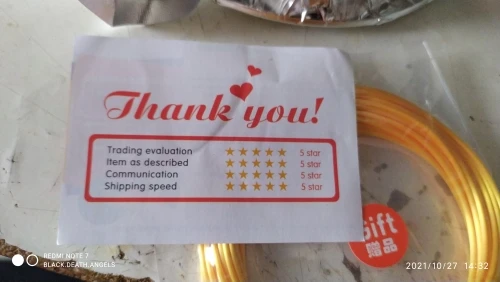 Thank you!
Trading evaluation ★★★★★ 5 star
Item as described ★★★★★ 5 star
Communication ★★★★★ 5 star
Shipping speed ★★★★★ 5 star
Gift
赠品
REDMI NOTE 7
BLACK.DEATH.ANGELS
2021/10/27 14:32